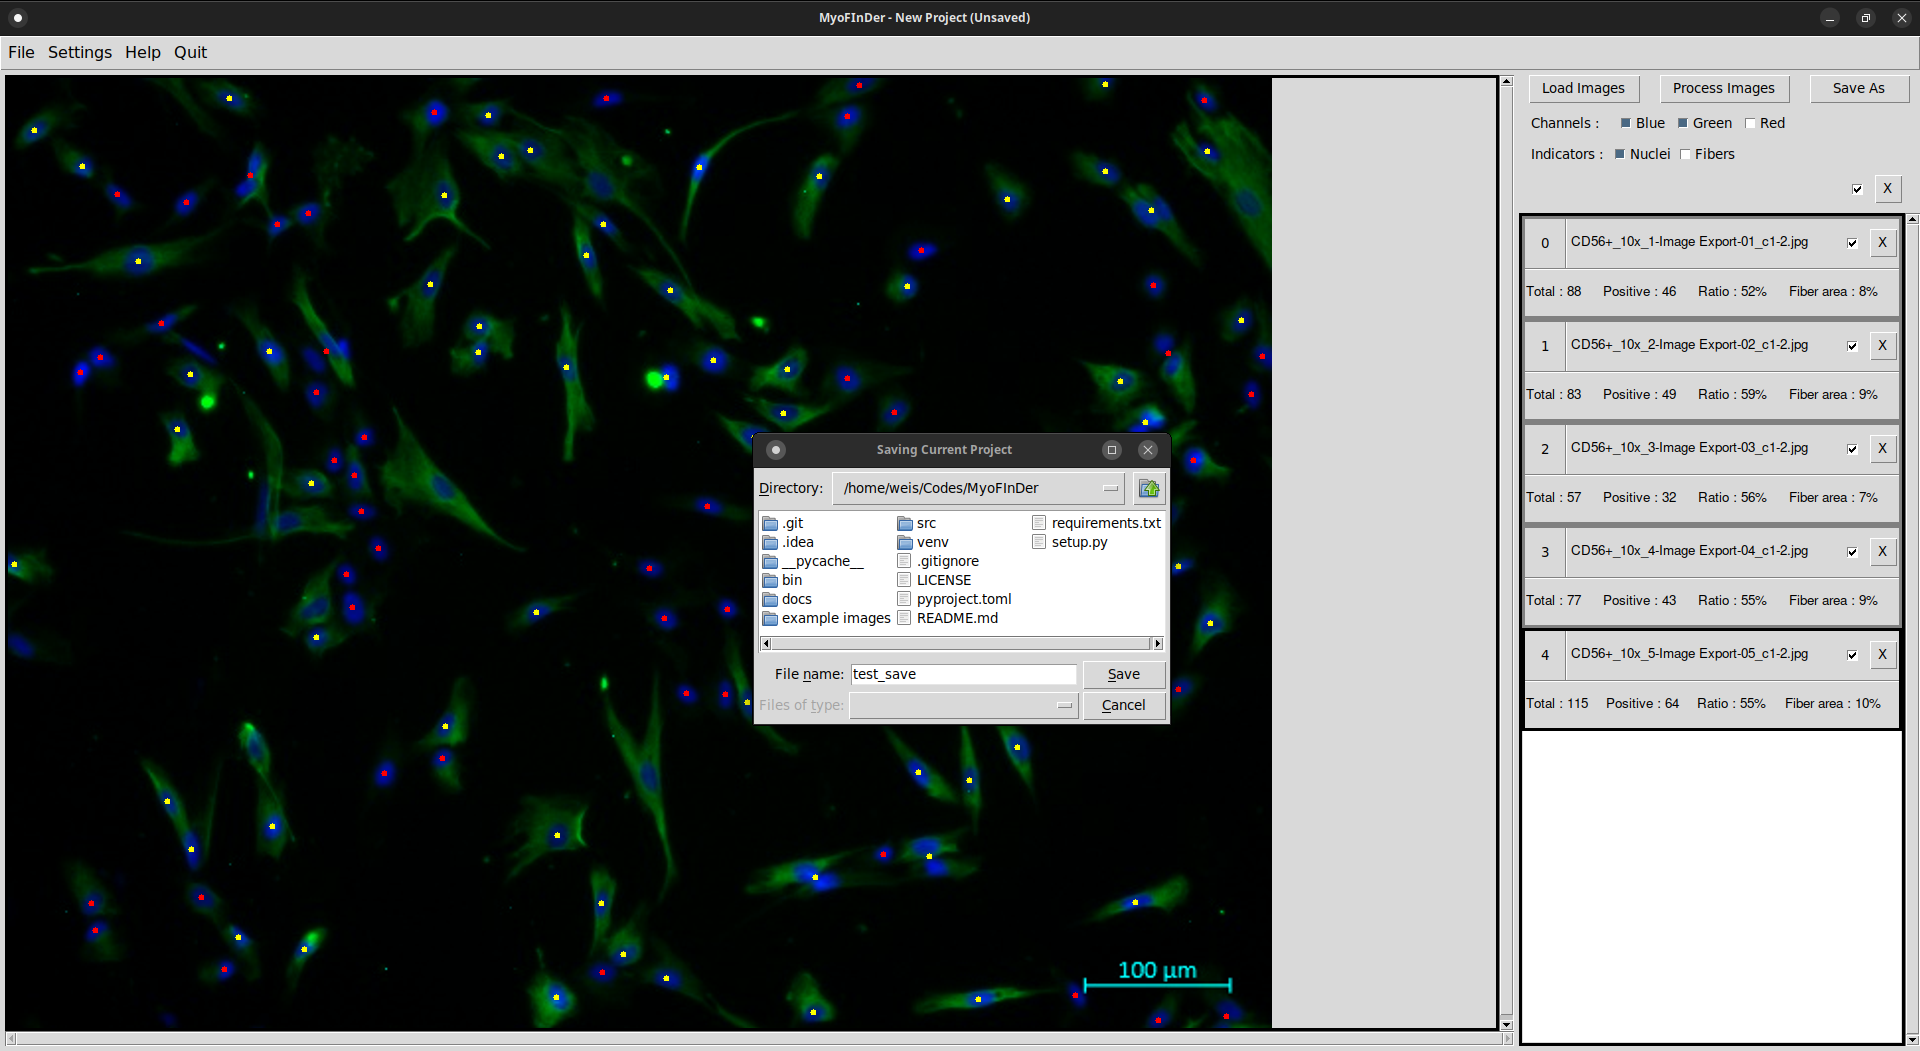 MyoFInDer - New Project (Unsaved)
File Settings Help Quit
Load Images Process Images Save As
Channels : Blue Green Red
Indicators : Nuclei Fibers
X
0 CD56+_10x_1-Image Export-01_c1-2.jpg X
Total : 88 Positive : 46 Ratio : 52% Fiber area : 8%
1 CD56+_10x_2-Image Export-02_c1-2.jpg X
Total : 83 Positive : 49 Ratio : 59% Fiber area : 9%
2 CD56+_10x_3-Image Export-03_c1-2.jpg X
Total : 57 Positive : 32 Ratio : 56% Fiber area : 7%
3 CD56+_10x_4-Image Export-04_c1-2.jpg X
Total : 77 Positive : 43 Ratio : 55% Fiber area : 9%
4 CD56+_10x_5-Image Export-05_c1-2.jpg X
Total : 115 Positive : 64 Ratio : 55% Fiber area : 10%
Saving Current Project
Directory: /home/weis/Codes/MyoFInDer
.git src requirements.txt
.idea venv setup.py
__pycache__ .gitignore
bin LICENSE
docs pyproject.toml
example images README.md
File name: test_save Save
Files of type: Cancel
100 µm